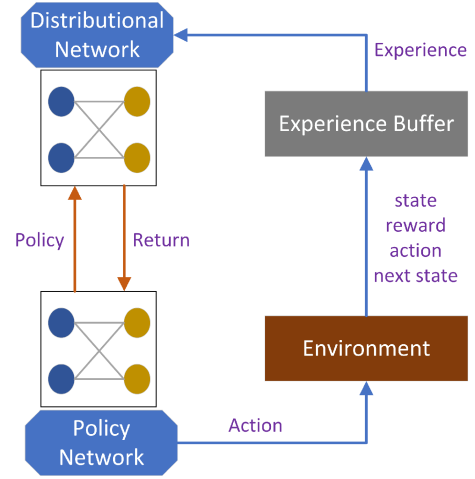 Distributional
Network
Experience
Experience Buffer
state
reward
action
next state
Policy
Return
Environment
Policy
Network
Action